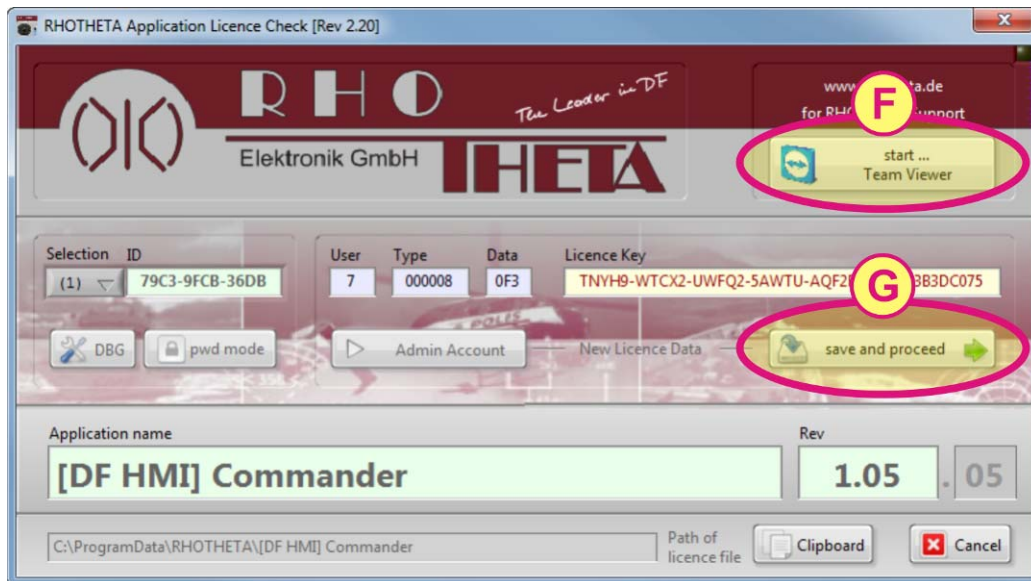 RHOTHETA Application Licence Check [Rev 2.20]
RHO
The Leader in DF
Elektronik GmbH
THETA
F
start ...
Team Viewer
Selection ID
(1) 79C3-9FCB-36DB
User Type Data Licence Key
7 000008 0F3
G
DBG
pwd mode
Admin Account
New Licence Data
save and proceed
Application name
[DF HMI] Commander
Rev
1.05 . 05
C:\ProgramData\RHOTHETA\[DF HMI] Commander
Path of
licence file
Clipboard
Cancel